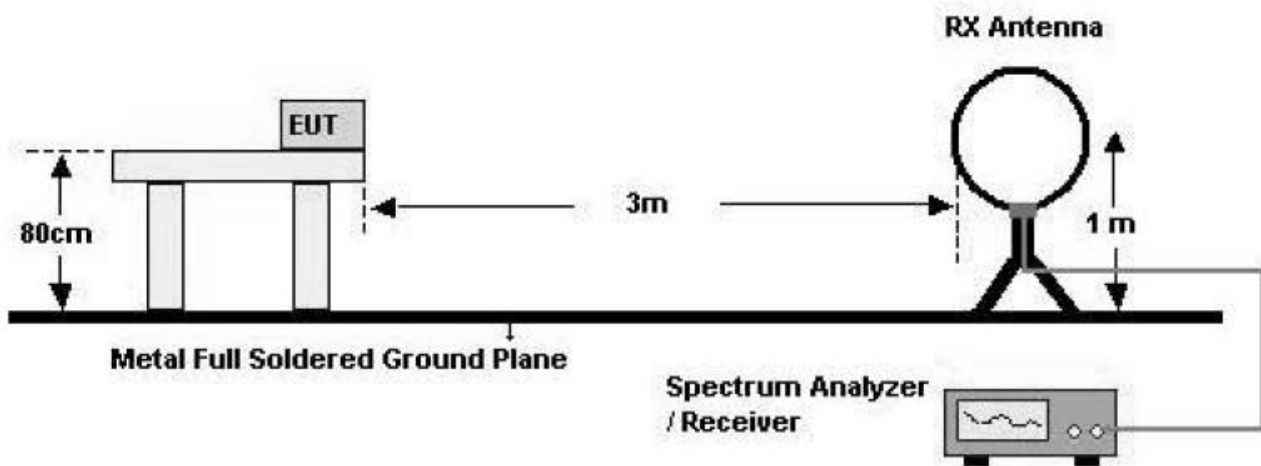 RX Antenna
EUT
80cm
3m
1 m
Metal Full Soldered Ground Plane
Spectrum Analyzer
/ Receiver